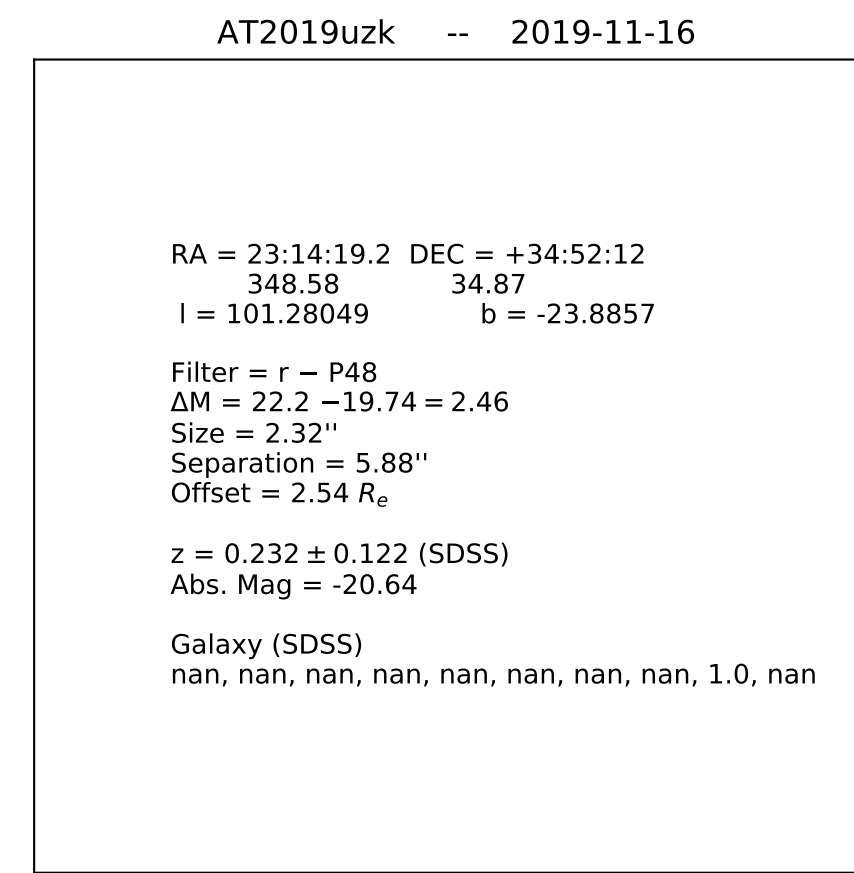 AT2019uzk -- 2019-11-16
RA = 23:14:19.2 DEC = +34:52:12
348.58 34.87
l = 101.28049 b = -23.8857
Filter = r − P48
ΔM = 22.2 −19.74 = 2.46
Size = 2.32''
Separation = 5.88''
Offset = 2.54 Rₑ
z = 0.232 ± 0.122 (SDSS)
Abs. Mag = -20.64
Galaxy (SDSS)
nan, nan, nan, nan, nan, nan, nan, nan, 1.0, nan